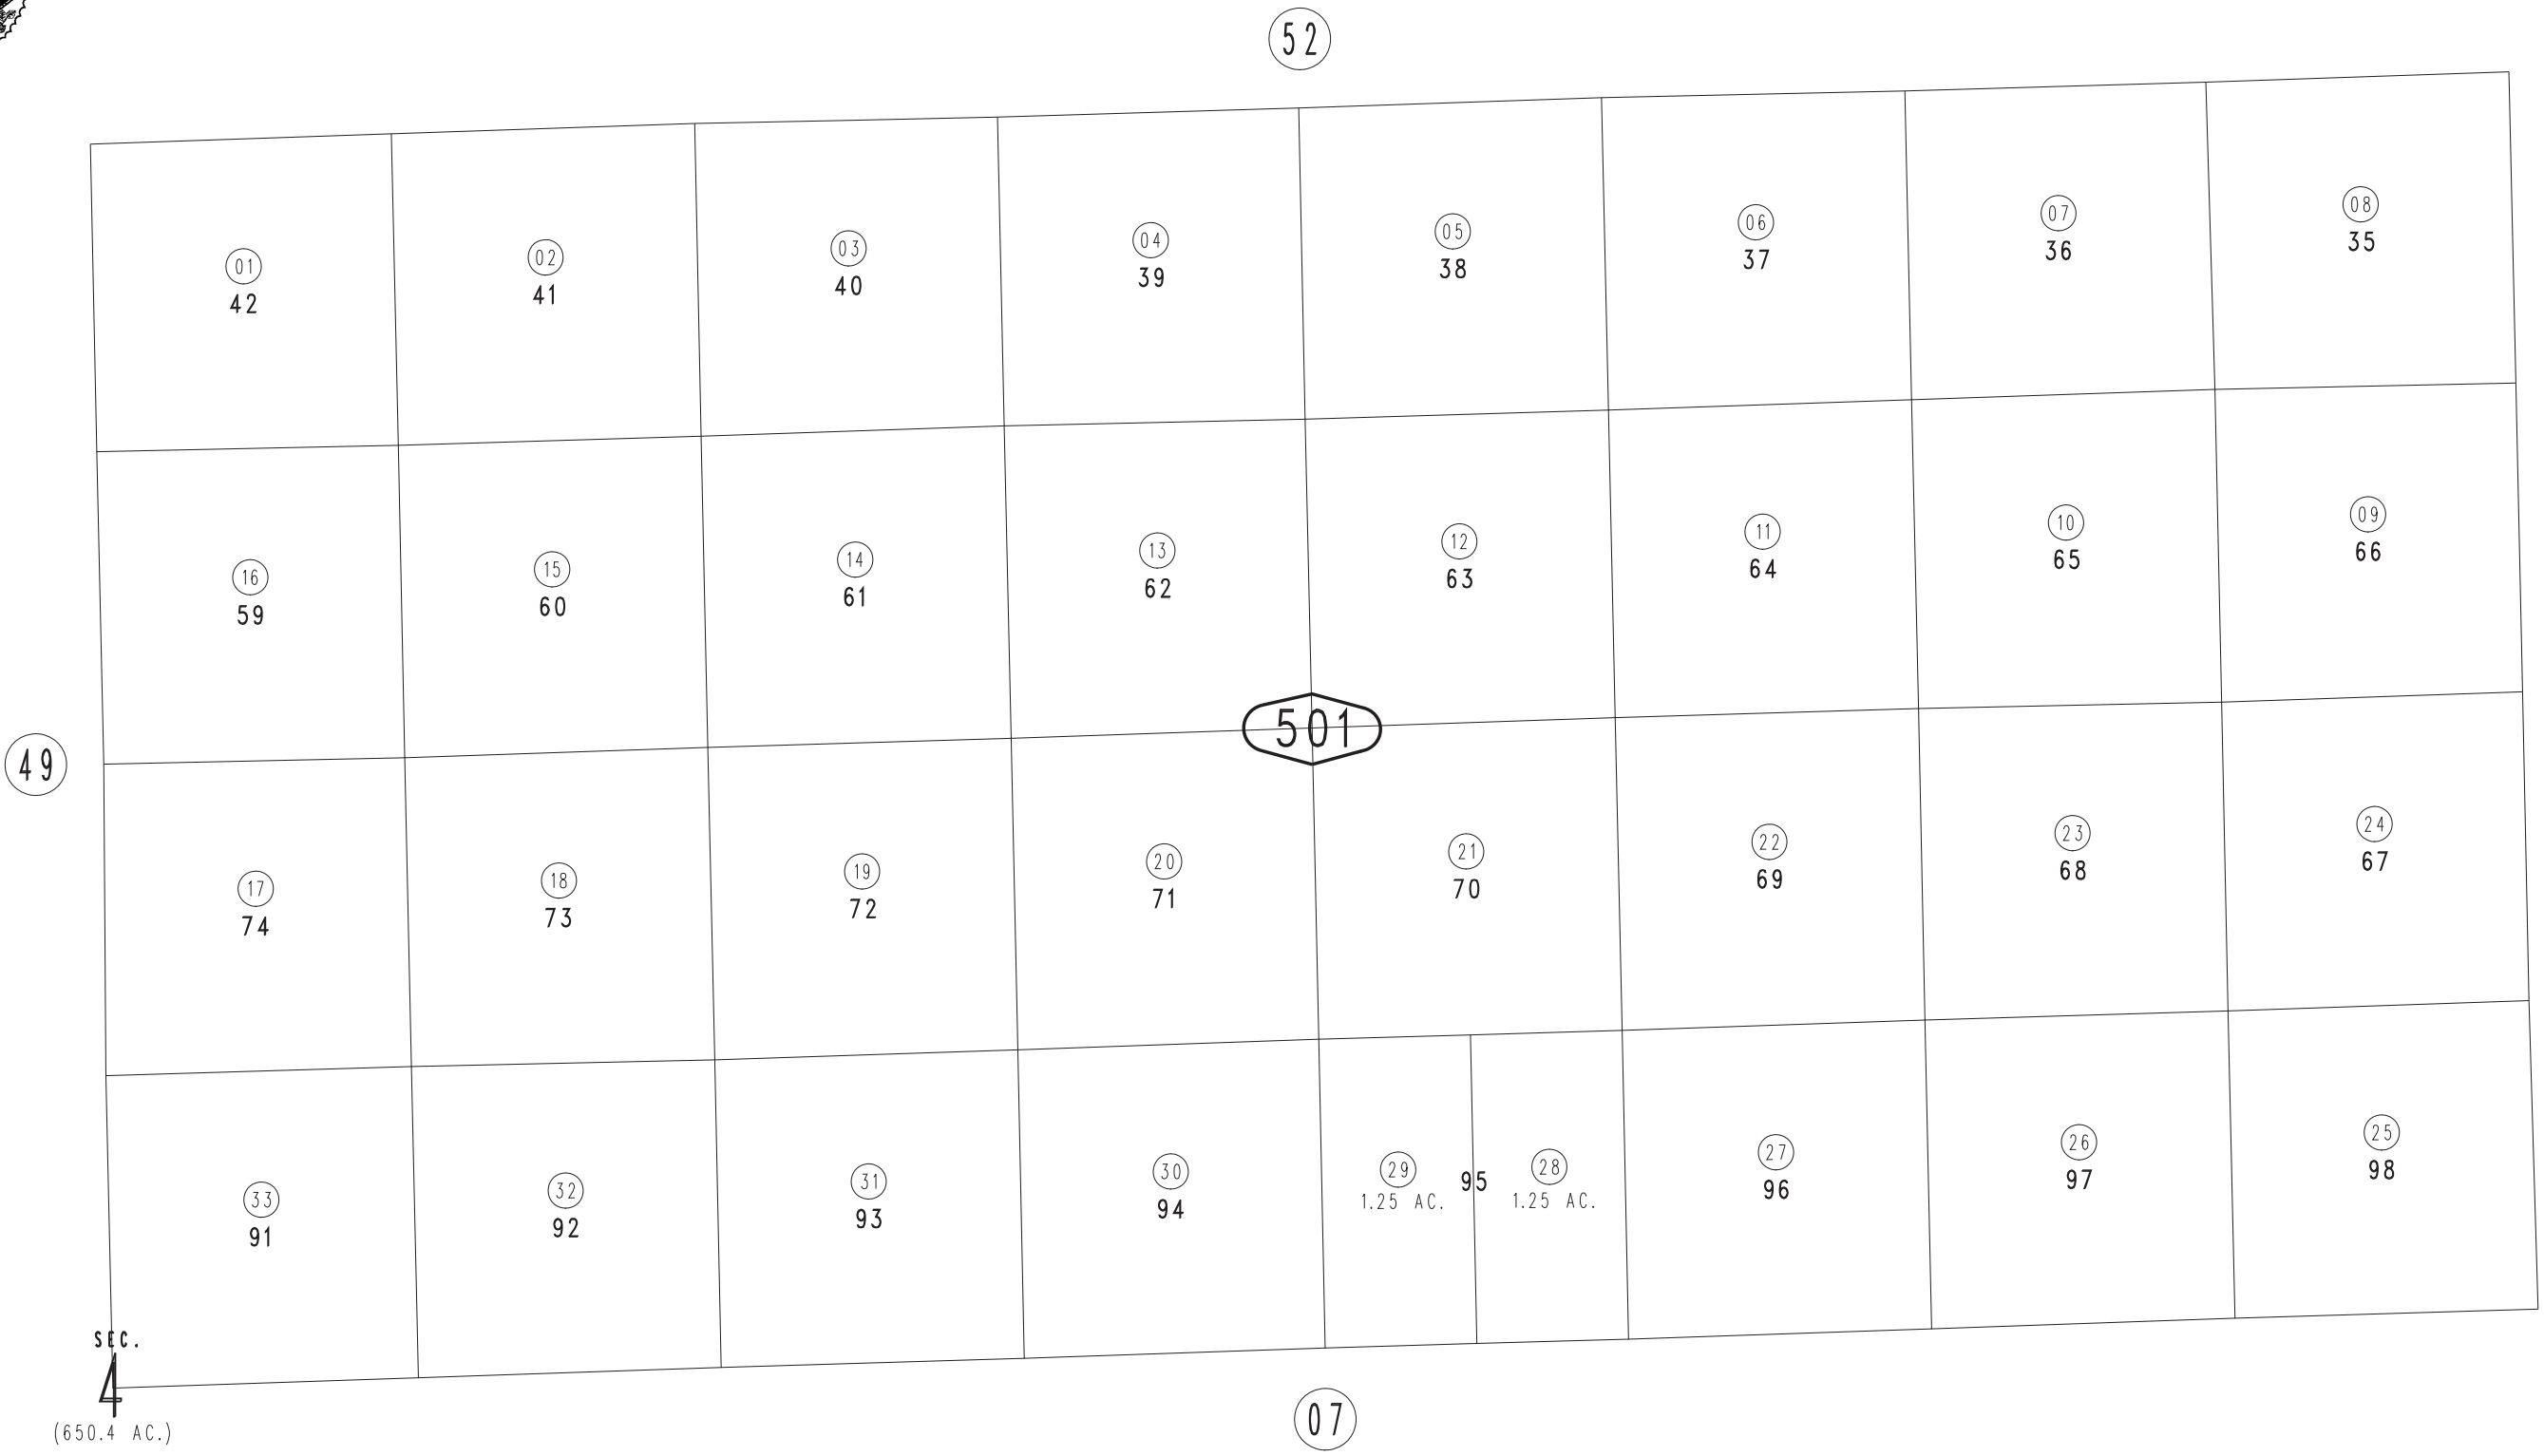 52
01 02 03 04 05 06 07 08
42 41 40 39 38 37 36 35
16 15 14 13 12 11 10 09
59 60 61 62 63 64 65 66
501
49
17 18 19 20 21 22 23 24
74 73 72 71 70 69 68 67
33 32 31 30 29 28 27 26 25
91 92 93 94 95 96 97 98
1.25 AC. 1.25 AC.
SEC.
4
(650.4 AC.)
07